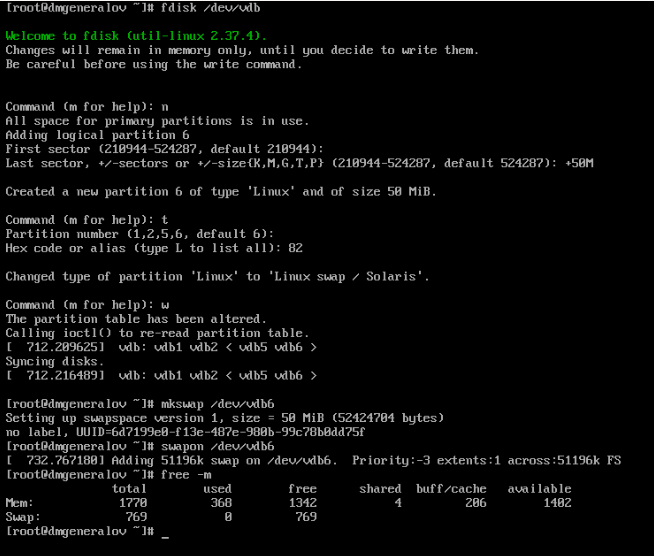 [root@dmgeneralov ~]# fdisk /dev/vdb
Welcome to fdisk (util-linux 2.37.4).
Changes will remain in memory only, until you decide to write them.
Be careful before using the write command.
Command (m for help): n
All space for primary partitions is in use.
Adding logical partition 6
First sector (210944-524287, default 210944):
Last sector, +/-sectors or +/-size{K,M,G,T,P} (210944-524287, default 524287): +50M
Created a new partition 6 of type 'Linux' and of size 50 MiB.
Command (m for help): t
Partition number (1,2,5,6, default 6):
Hex code or alias (type L to list all): 82
Changed type of partition 'Linux' to 'Linux swap / Solaris'.
Command (m for help): w
The partition table has been altered.
Calling ioctl() to re-read partition table.
[  712.209625]  vdb: vdb1 vdb2 < vdb5 vdb6 >
Syncing disks.
[  712.216489]  vdb: vdb1 vdb2 < vdb5 vdb6 >
[root@dmgeneralov ~]# mkswap /dev/vdb6
Setting up swapspace version 1, size = 50 MiB (52424704 bytes)
no label, UUID=6d7199e0-f13e-487e-980b-99c78b0dd75f
[root@dmgeneralov ~]# swapon /dev/vdb6
[  732.767180] Adding 51196k swap on /dev/vdb6.  Priority:-3 extents:1 across:51196k FS
[root@dmgeneralov ~]# free -m
total        used        free      shared  buff/cache   available
Mem:            1770         368        1342           4         206        1402
Swap:            769           0         769
[root@dmgeneralov ~]# _